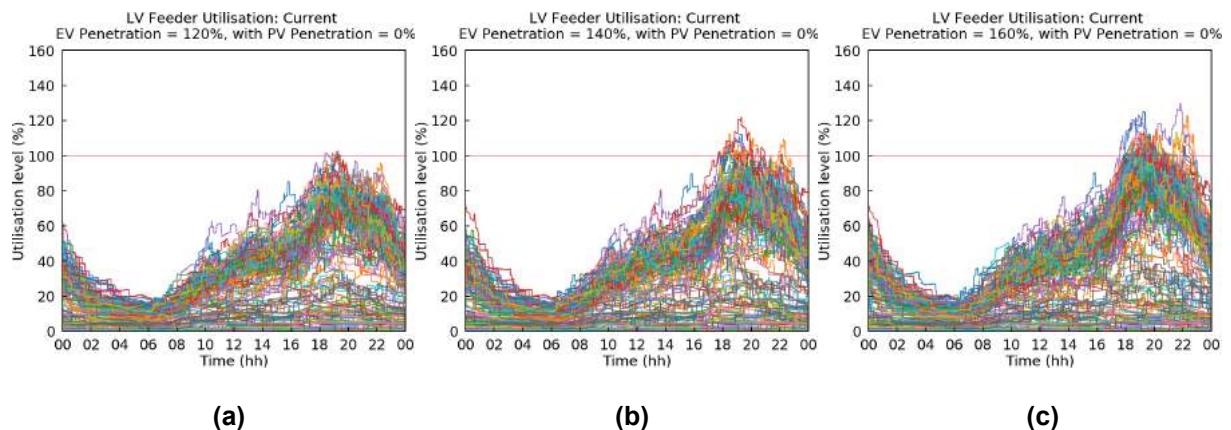 LV Feeder Utilisation: Current
EV Penetration = 120%, with PV Penetration = 0%
160
140
120
100
80
60
40
20
0
Utilisation level (%)
00 02 04 06 08 10 12 14 16 18 20 22 00
Time (hh)
(a)
LV Feeder Utilisation: Current
EV Penetration = 140%, with PV Penetration = 0%
160
140
120
100
80
60
40
20
0
Utilisation level (%)
00 02 04 06 08 10 12 14 16 18 20 22 00
Time (hh)
(b)
LV Feeder Utilisation: Current
EV Penetration = 160%, with PV Penetration = 0%
160
140
120
100
80
60
40
20
0
Utilisation level (%)
00 02 04 06 08 10 12 14 16 18 20 22 00
Time (hh)
(c)